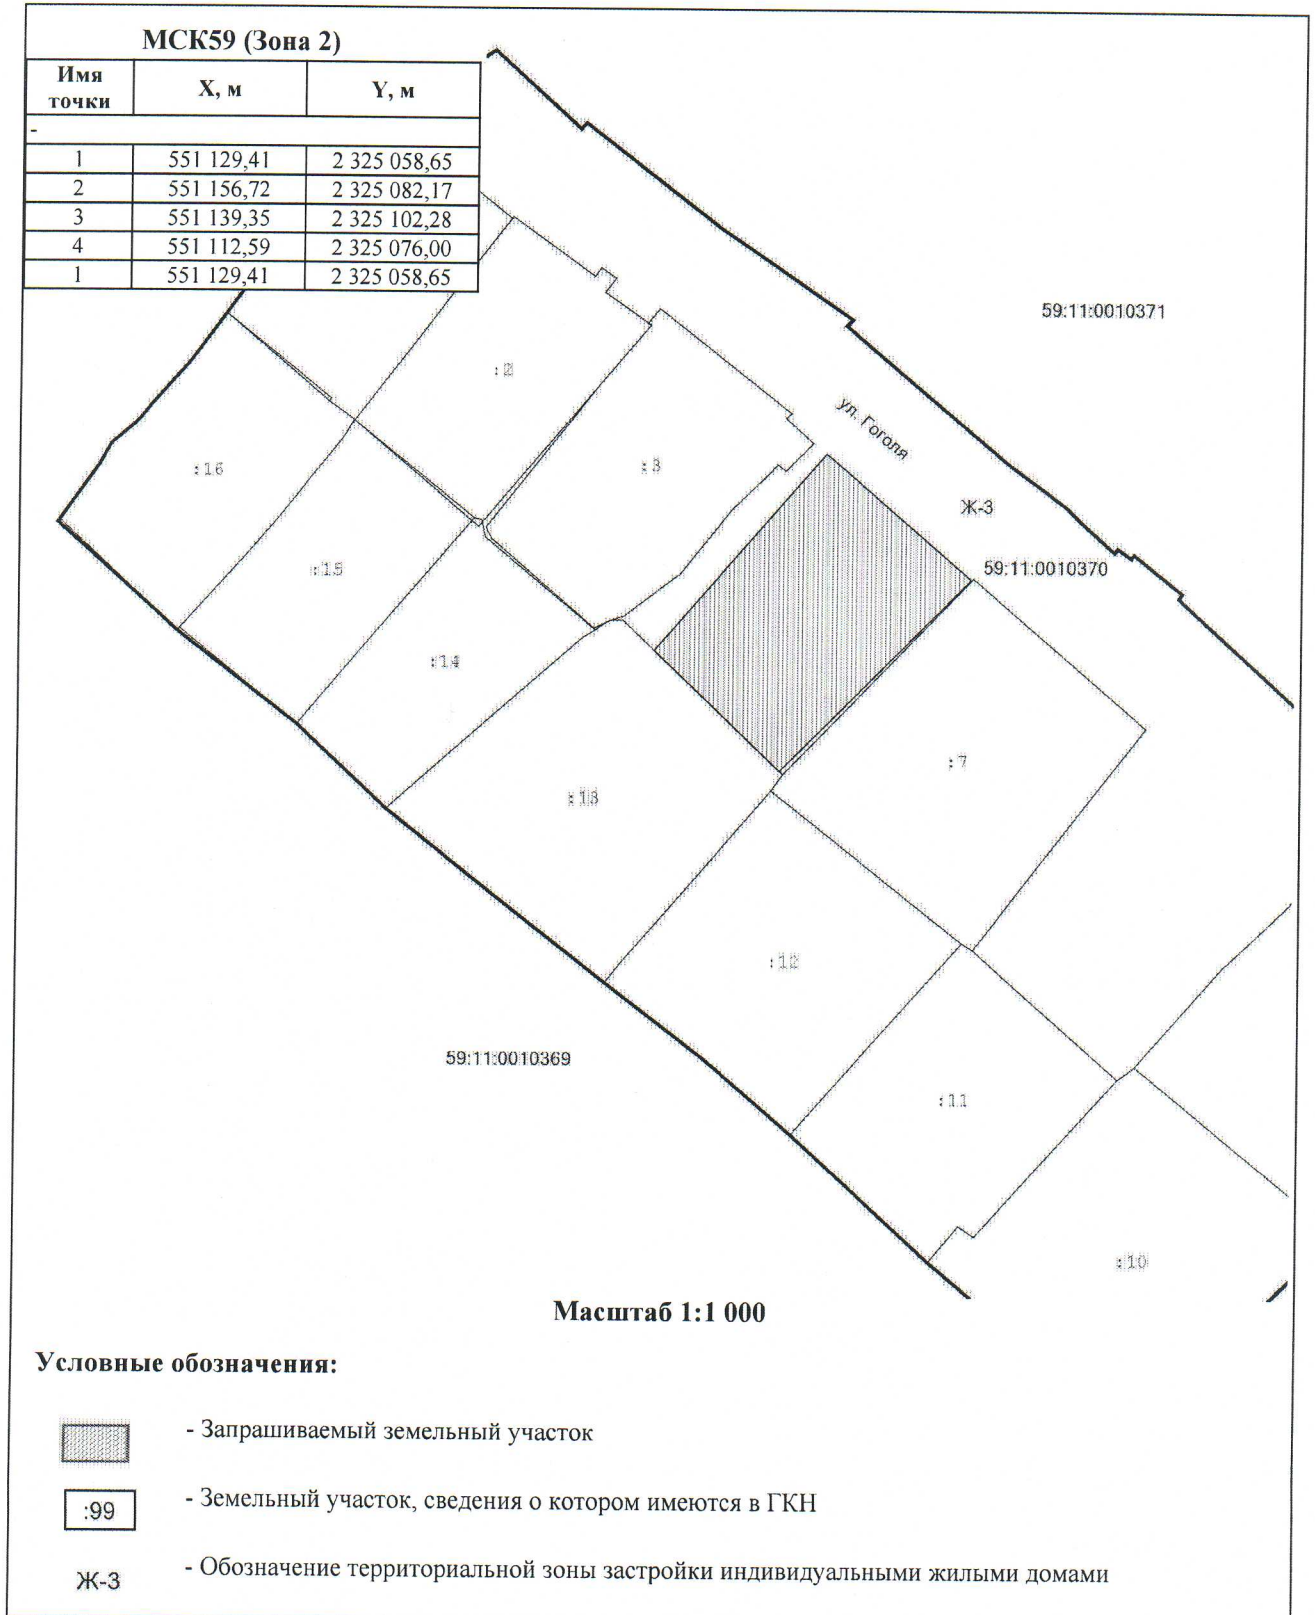 МСК59 (Зона 2)
Имя точки X, м Y, м
-
1 551 129,41 2 325 058,65
2 551 156,72 2 325 082,17
3 551 139,35 2 325 102,28
4 551 112,59 2 325 076,00
1 551 129,41 2 325 058,65
59:11:0010371
:2
ул. Гоголя
:16
:3
Ж-3
:15
59:11:0010370
:14
:7
:13
:12
59:11:0010369
:11
:10
Масштаб 1:1 000
Условные обозначения:
- Запрашиваемый земельный участок
:99 - Земельный участок, сведения о котором имеются в ГКН
Ж-3 - Обозначение территориальной зоны застройки индивидуальными жилыми домами